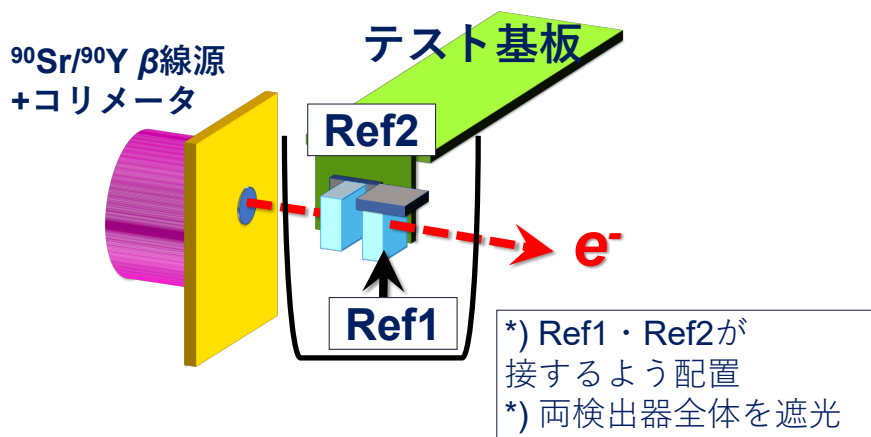 テスト基板
⁹⁰Sr/⁹⁰Y β線源
+コリメータ
Ref2
e⁻
Ref1
*) Ref1・Ref2が
接するよう配置
*) 両検出器全体を遮光